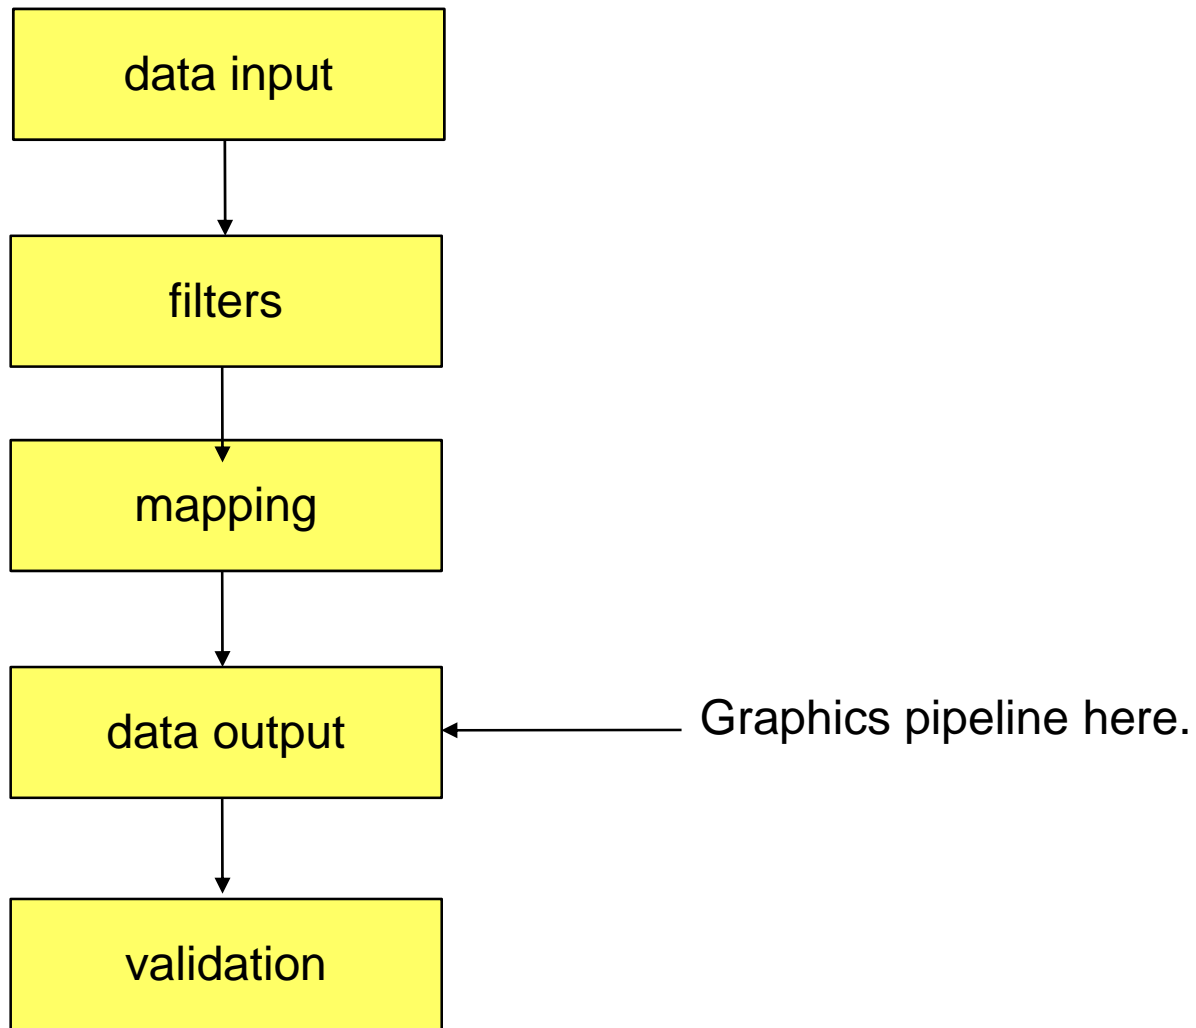 data input
filters
mapping
data output
Graphics pipeline here.
validation